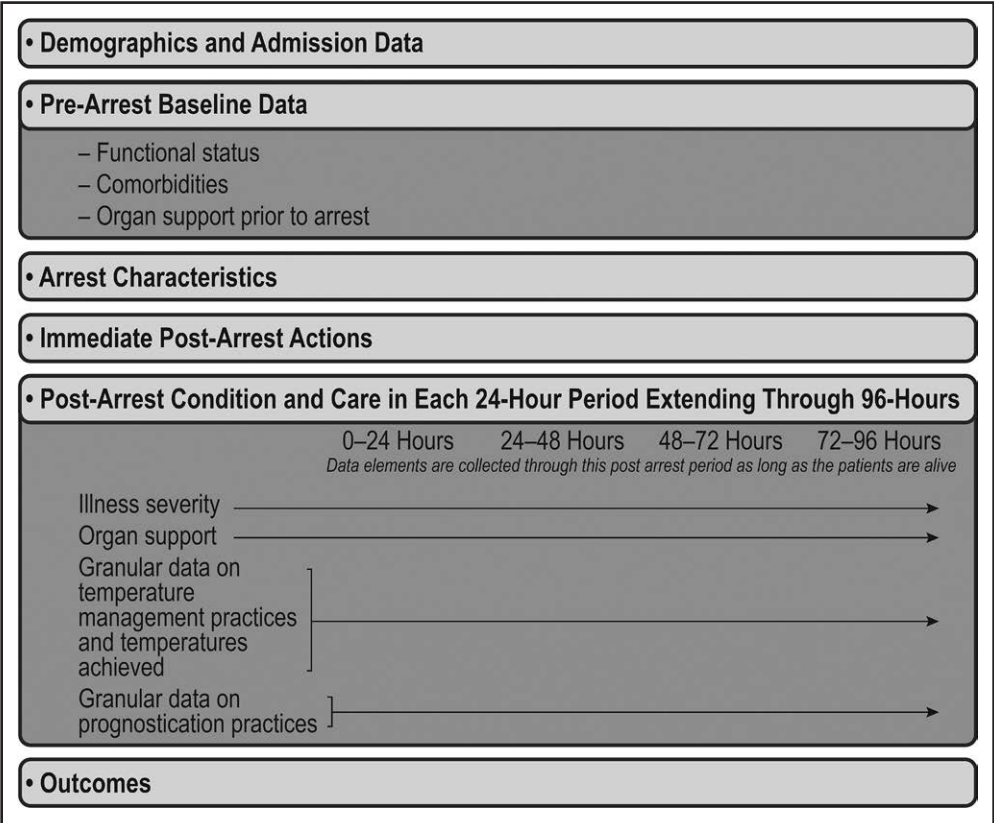 • Demographics and Admission Data
• Pre-Arrest Baseline Data
– Functional status
– Comorbidities
– Organ support prior to arrest
• Arrest Characteristics
• Immediate Post-Arrest Actions
• Post-Arrest Condition and Care in Each 24-Hour Period Extending Through 96-Hours
0–24 Hours 24–48 Hours 48–72 Hours 72–96 Hours
Data elements are collected through this post arrest period as long as the patients are alive
Illness severity
Organ support
Granular data on
temperature
management practices
and temperatures
achieved
Granular data on
prognostication practices
• Outcomes